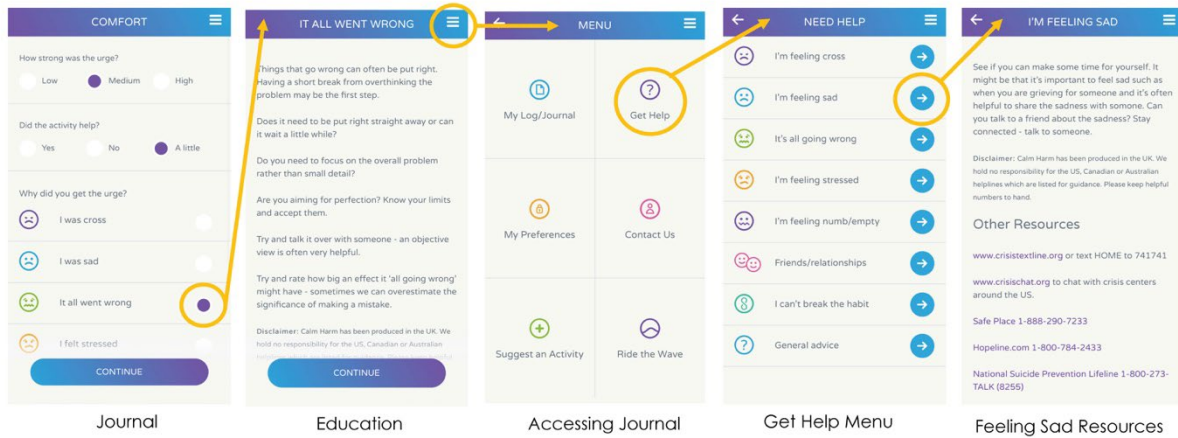 COMFORT
How strong was the urge?
Low
Medium
High
Did the activity help?
Yes
No
A little
Why did you get the urge?
I was cross
I was sad
It all went wrong
I felt stressed
CONTINUE
Journal
IT ALL WENT WRONG
Things that go wrong can often be put right.
Having a short break from overthinking the
problem may be the first step.
Does it need to be put right straight away or can
it wait a little while?
Do you need to focus on the overall problem
rather than small detail?
Are you aiming for perfection? Know your limits
and accept them.
Try and talk it over with someone - an objective
view is often very helpful.
Try and rate how big an effect it 'all going wrong'
might have - sometimes we can overestimate the
significance of making a mistake.
Disclaimer: Calm Harm has been produced in the UK. We
hold no responsibility for the US, Canadian or Australian
CONTINUE
Education
MENU
My Log/Journal
Get Help
My Preferences
Contact Us
Suggest an Activity
Ride the Wave
Accessing Journal
NEED HELP
I'm feeling cross
I'm feeling sad
It's all going wrong
I'm feeling stressed
I'm feeling numb/empty
Friends/relationships
I can't break the habit
General advice
Get Help Menu
I'M FEELING SAD
See if you can make some time for yourself. It
might be that it's important to feel sad such as
when you are grieving for someone and it's often
helpful to share the sadness with somone. Can
you talk to a friend about the sadness? Stay
connected - talk to someone.
Disclaimer: Calm Harm has been produced in the UK. We
hold no responsibility for the US, Canadian or Australian
helplines which are listed for guidance. Please keep helpful
numbers to hand.
Other Resources
www.crisistextline.org or text HOME to 741741
www.crisischat.org to chat with crisis centers
around the US.
Safe Place 1-888-290-7233
Hopeline.com 1-800-784-2433
National Suicide Prevention Lifeline 1-800-273-
TALK (8255)
Feeling Sad Resources